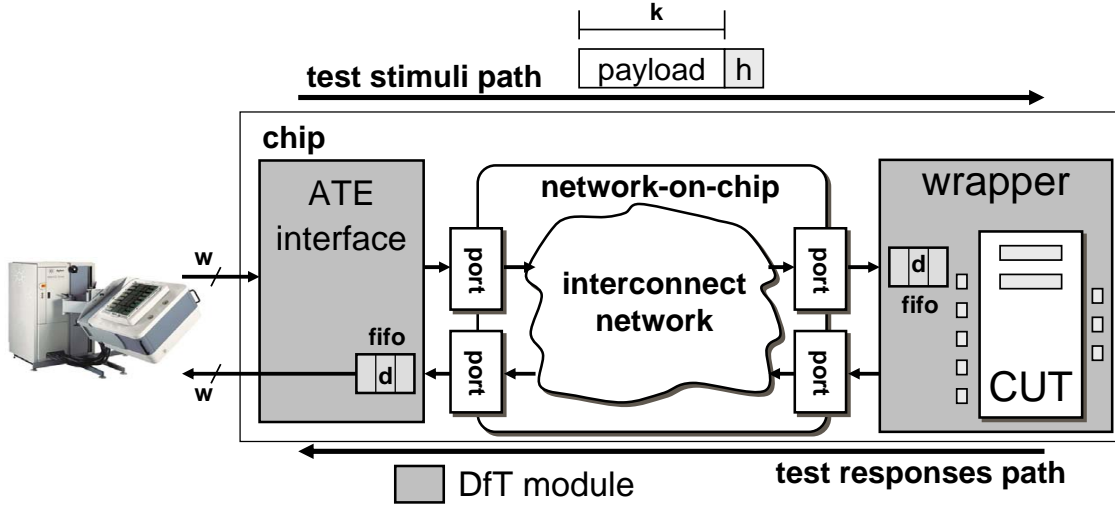 k
payload h
test stimuli path
chip
ATE
interface
network-on-chip
wrapper
w
port
port
d
fifo
interconnect
network
fifo
d
w
port
port
CUT
test responses path
DfT module